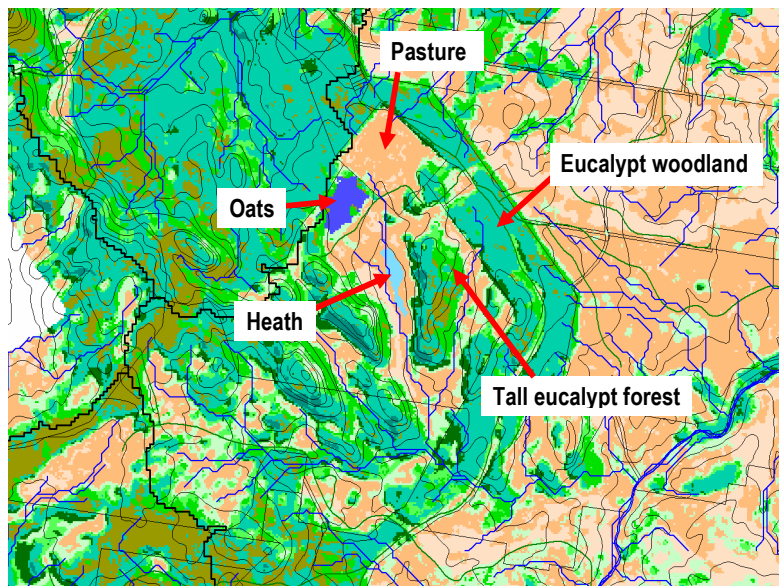 Pasture
Eucalypt woodland
Oats
Heath
Tall eucalypt forest